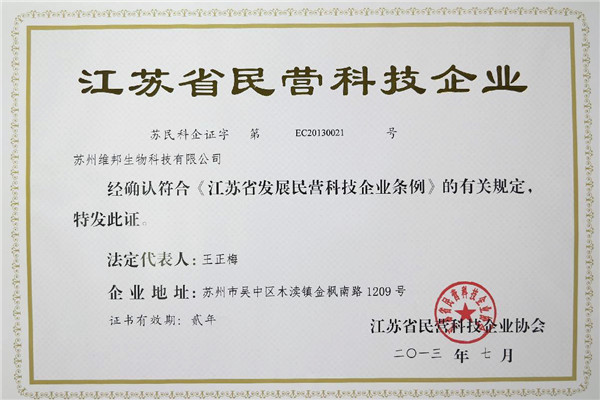 江苏省民营科技企业
苏民科企证字 第 EC20130021 号
苏州维邦生物科技有限公司
经确认符合《江苏省发展民营科技企业条例》的有关规定，
特发此证。
法定代表人：王正梅
企业地址：苏州市吴中区木渎镇金枫南路1209号
证书有效期：贰年
江苏省民营科技企业协会
二〇一三 年 七 月